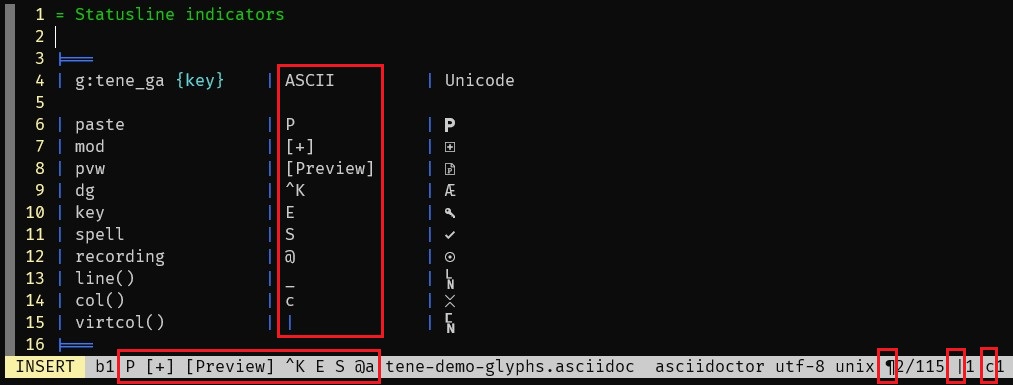 1 = Statusline indicators
2
3 |====
4 | g:tene_ga {key} | ASCII | Unicode
5
6 | paste | P | 𝗣
7 | mod | [+] | ⊞
8 | pvw | [Preview] | 🖹
9 | dg | ^K | Æ
10 | key | E | 🔑
11 | spell | S | ✓
12 | recording | @ | ⊙
13 | line() | _ | ␊
14 | col() | c | ⤫
15 | virtcol() | | | ␤
16 |====
INSERT b1 P [+] [Preview] ^K E S @a tene-demo-glyphs.asciidoc asciidoctor utf-8 unix ¶2/115 |1 c1